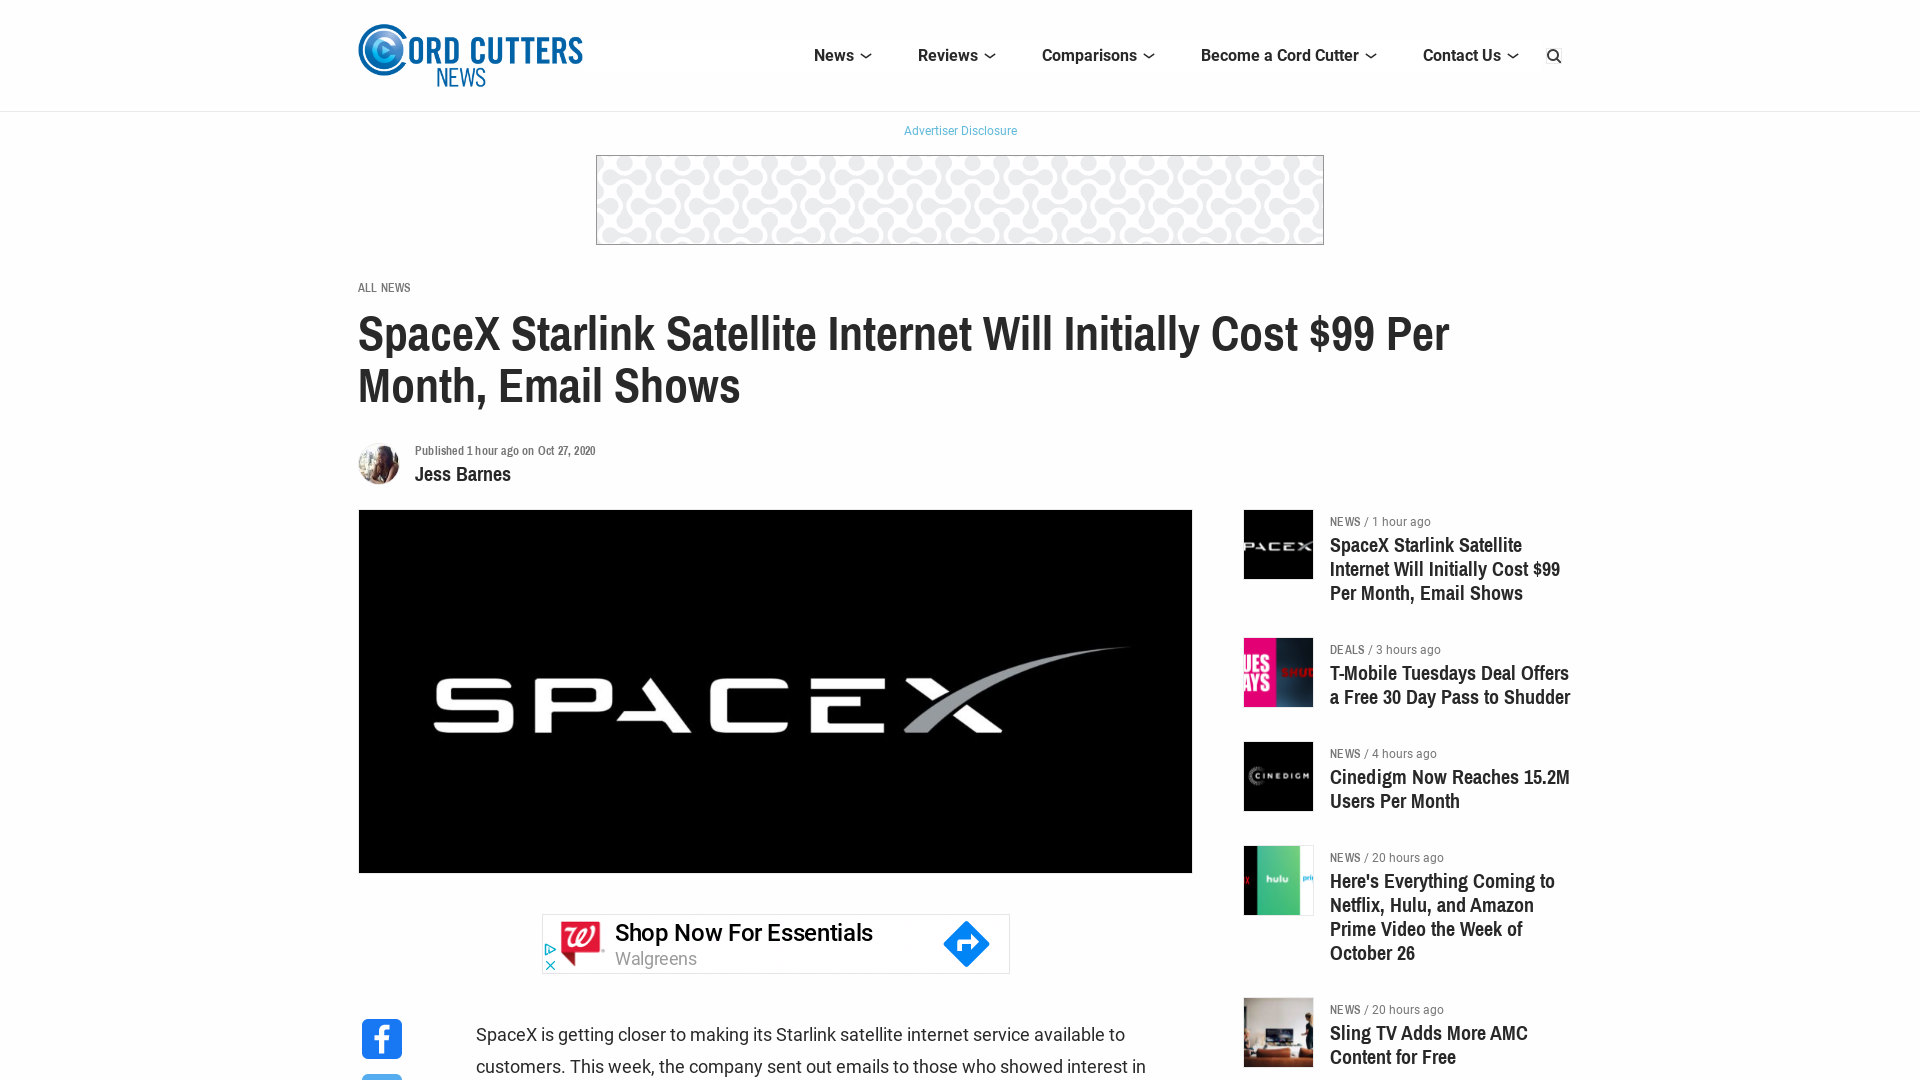 CORD CUTTERS
NEWS
News
Reviews
Comparisons
Become a Cord Cutter
Contact Us
Advertiser Disclosure
ALL NEWS
SpaceX Starlink Satellite Internet Will Initially Cost $99 Per
Month, Email Shows
Published 1 hour ago on Oct 27, 2020
Jess Barnes
SPACEX
Shop Now For Essentials
Walgreens
SpaceX is getting closer to making its Starlink satellite internet service available to
customers. This week, the company sent out emails to those who showed interest in
PACEX
NEWS / 1 hour ago
SpaceX Starlink Satellite
Internet Will Initially Cost $99
Per Month, Email Shows
UES
AYS
SHUD
DEALS / 3 hours ago
T-Mobile Tuesdays Deal Offers
a Free 30 Day Pass to Shudder
CINEDIGM
NEWS / 4 hours ago
Cinedigm Now Reaches 15.2M
Users Per Month
hulu
pri
NEWS / 20 hours ago
Here's Everything Coming to
Netflix, Hulu, and Amazon
Prime Video the Week of
October 26
NEWS / 20 hours ago
Sling TV Adds More AMC
Content for Free